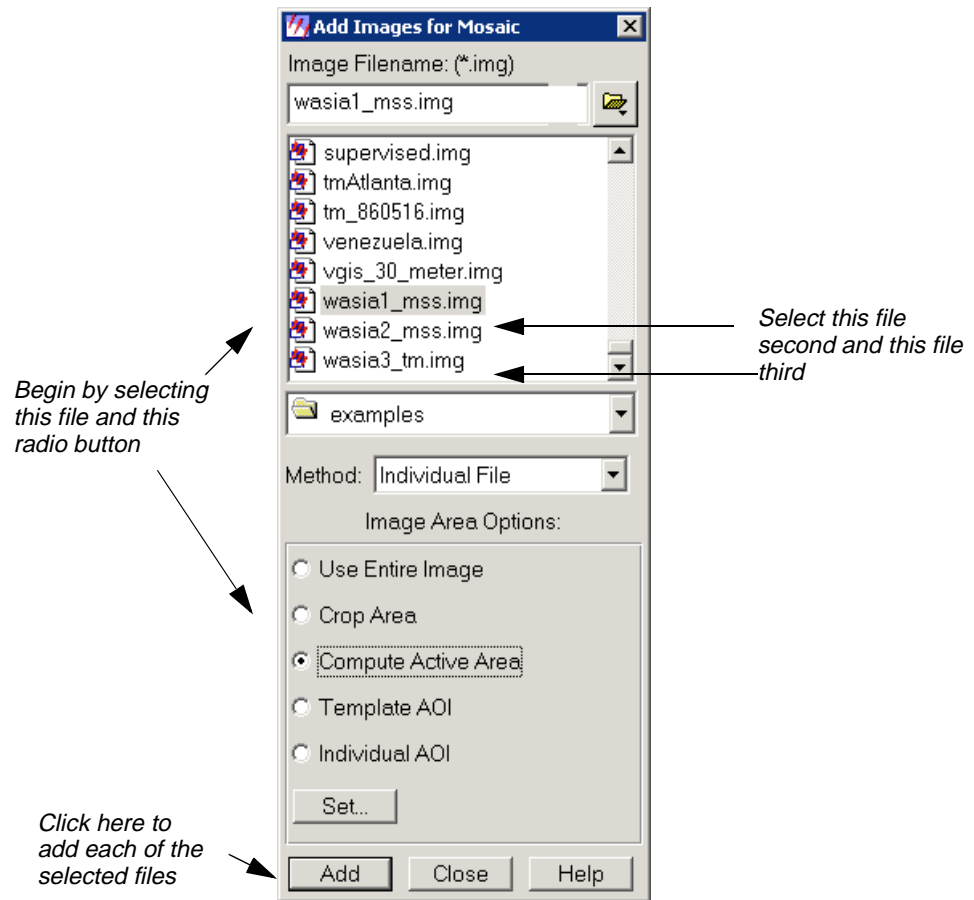 Add Images for Mosaic
Image Filename: (*.img)
wasia1_mss.img
supervised.img
tmAtlanta.img
tm_860516.img
venezuela.img
vgis_30_meter.img
wasia1_mss.img
wasia2_mss.img
wasia3_tm.img
Select this file
second and this file
third
Begin by selecting
this file and this
radio button
examples
Method: Individual File
Image Area Options:
Use Entire Image
Crop Area
Compute Active Area
Template AOI
Individual AOI
Set...
Click here to
add each of the
selected files
Add Close Help